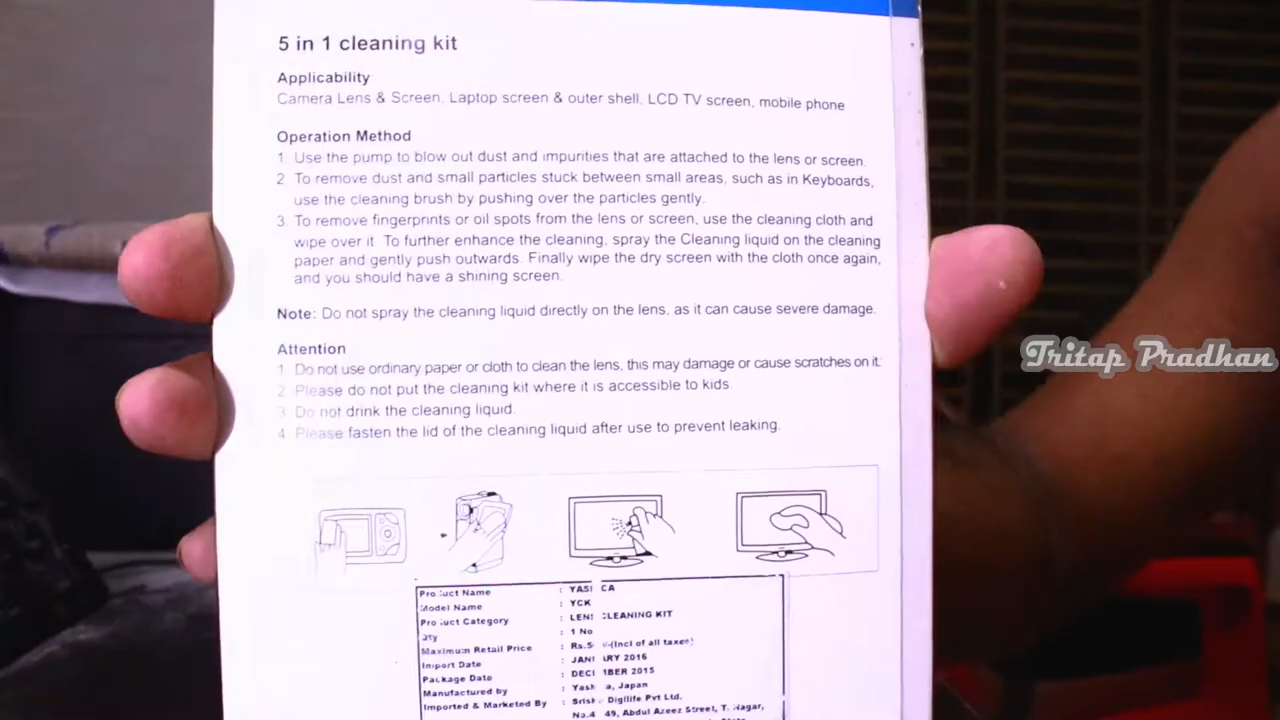 5 in 1 cleaning kit
Applicability
Camera Lens & Screen, Laptop screen & outer shell, LCD TV screen, mobile phone
Operation Method
1. Use the pump to blow out dust and impurities that are attached to the lens or screen.
2. To remove dust and small particles stuck between small areas, such as in Keyboards,
use the cleaning brush by pushing over the particles gently.
3. To remove fingerprints or oil spots from the lens or screen, use the cleaning cloth and
wipe over it. To further enhance the cleaning, spray the Cleaning liquid on the cleaning
paper and gently push outwards. Finally wipe the dry screen with the cloth once again,
and you should have a shining screen.
Note: Do not spray the cleaning liquid directly on the lens, as it can cause severe damage.
Attention
1. Do not use ordinary paper or cloth to clean the lens, this may damage or cause scratches on it.
2. Please do not put the cleaning kit where it is accessible to kids.
3. Do not drink the cleaning liquid.
4. Please fasten the lid of the cleaning liquid after use to prevent leaking.
Tritap Pradhan
Product Name : YASHICA
Model Name : YCK
Product Category : LENS CLEANING KIT
Qty : 1 No
Maximum Retail Price : (Incl of all taxes)
Import Date : JANUARY 2016
Package Date : DECEMBER 2015
Manufactured by : Yashica, Japan
Imported & Marketed By : Digilife Pvt Ltd.
Abdul Azeez Street, T. Nagar,